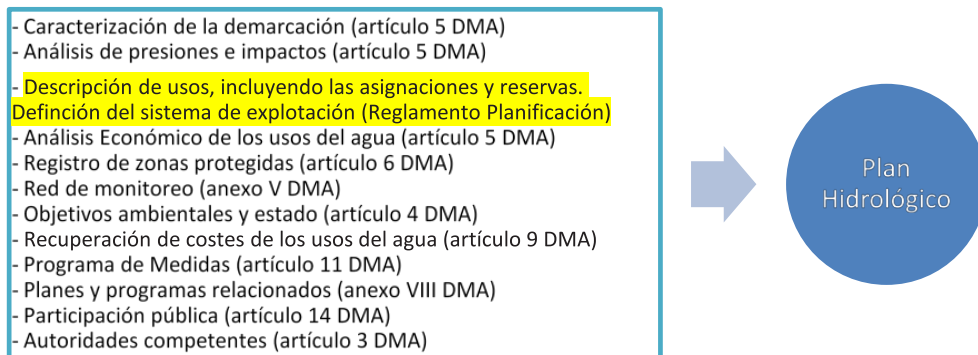 - Caracterización de la demarcación (artículo 5 DMA)
- Análisis de presiones e impactos (artículo 5 DMA)
- Descripción de usos, incluyendo las asignaciones y reservas.
Definción del sistema de explotación (Reglamento Planificación)
- Análisis Económico de los usos del agua (artículo 5 DMA)
- Registro de zonas protegidas (artículo 6 DMA)
- Red de monitoreo (anexo V DMA)
- Objetivos ambientales y estado (artículo 4 DMA)
- Recuperación de costes de los usos del agua (artículo 9 DMA)
- Programa de Medidas (artículo 11 DMA)
- Planes y programas relacionados (anexo VIII DMA)
- Participación pública (artículo 14 DMA)
- Autoridades competentes (artículo 3 DMA)
Plan
Hidrológico